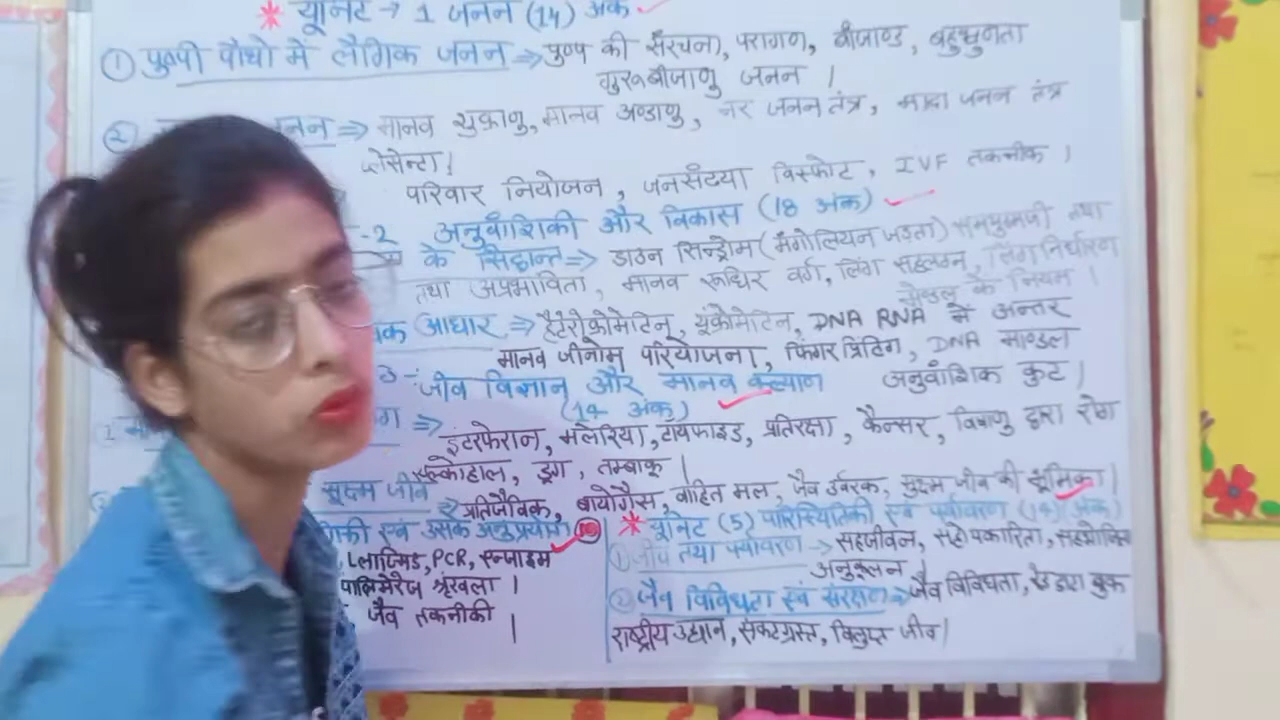 * यूनिट → 1 जनन (14) अंक
① पुष्पी पौधो में लैंगिक जनन ⇒ पुष्प की संरचना, परागण, बीजाण्ड, बहुभ्रुणता
गुरूबीजाणु जनन |
② नन ⇒ मानव शुक्राणु, मानव अण्डाणु, नर जनन तंत्र, मादा जनन तंत्र
प्लेसेन्टा |
परिवार नियोजन, जनसंख्या विस्फोट, IVF तकनीक |
-2 अनुवांशिकी और विकास (18 अंक)
के सिद्धान्त ⇒ डाउन सिन्ड्रोम (मंगोलियन जड़ता) तथा
तथा अप्रभाविता, मानव रूधिर वर्ग, लिंग सहलग्न, लिंग निर्धारण
मेण्डल के नियम |
आधार ⇒ हैटेरोक्रोमेटिन, यूक्रोमेटिन, DNA RNA में अन्तर
मानव जीनोम परियोजना, फिंगर प्रिटिंग, DNA माण्डल
अनुवांशिक कुट |
3 - जीव विज्ञान और मानव कल्याण
(14 अंक)
⇒ इंटरफेरान, मलेरिया, टॉयफाइड, प्रतिरक्षा, कैन्सर, विषाणु द्वारा रोग
एल्कोहाल, ड्रग, तम्बाकू |
सूक्ष्म जीव ⇒ प्रतिजैविक, बायोगैस, वाहित मल, जैव उर्वरक, सुक्ष्म जीव की भूमिका |
एवं उसके अनुप्रयोग
प्लाज्मिड, PCR, एन्जाइम
पालिमेरेज श्रृंखला |
जैव तकनीकी |
* यूनिट (5) पारिस्थितिकी एवं पर्यावरण (14) (अंक)
① जीव तथा पर्यावरण → सहजीवन, सहोपकारिता,
अनुकूलन
② जैव विविधता एवं संरक्षण ⇒ जैव विविधता, रेड डाटा बुक
राष्ट्रीय उद्यान, संकटग्रस्त, विलुप्त जीव |